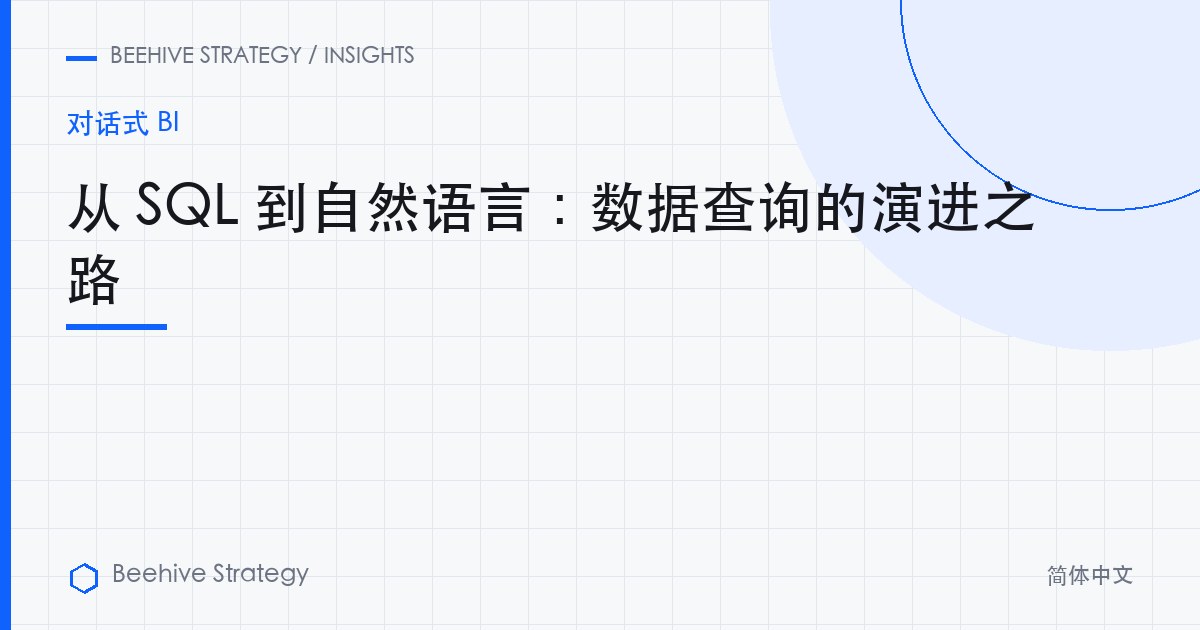 BEEHIVE STRATEGY / INSIGHTS
对话式 BI
从 SQL 到自然语言：数据查询的演进之
路
Beehive Strategy
简体中文